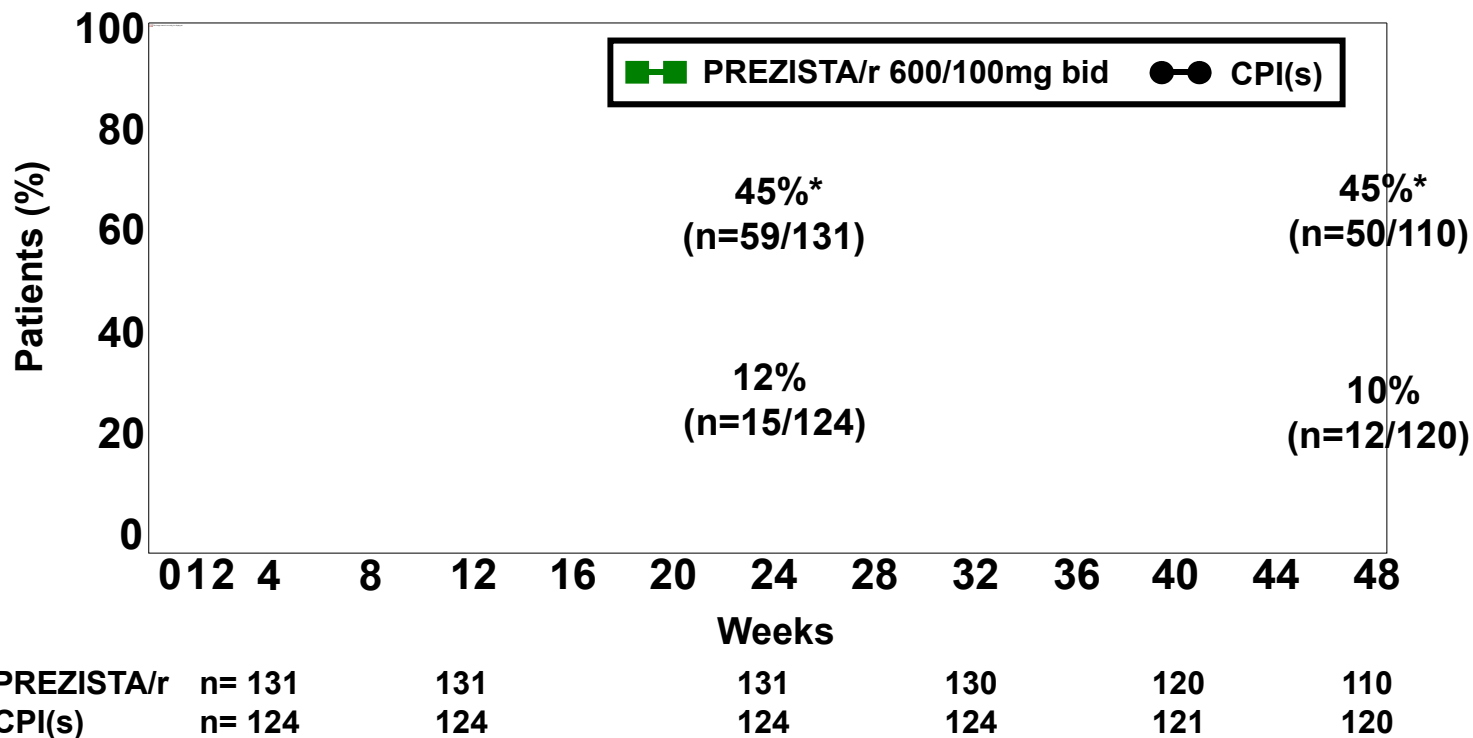 100
PREZISTA/r 600/100mg bid CPI(s)
80
45%* 45%*
(n=59/131) (n=50/110)
60
Patients (%)
40
12% 10%
(n=15/124) (n=12/120)
20
0
0 1 2 4 8 12 16 20 24 28 32 36 40 44 48
Weeks
PREZISTA/r n= 131 131 131 130 120 110
CPI(s) n= 124 124 124 124 121 120